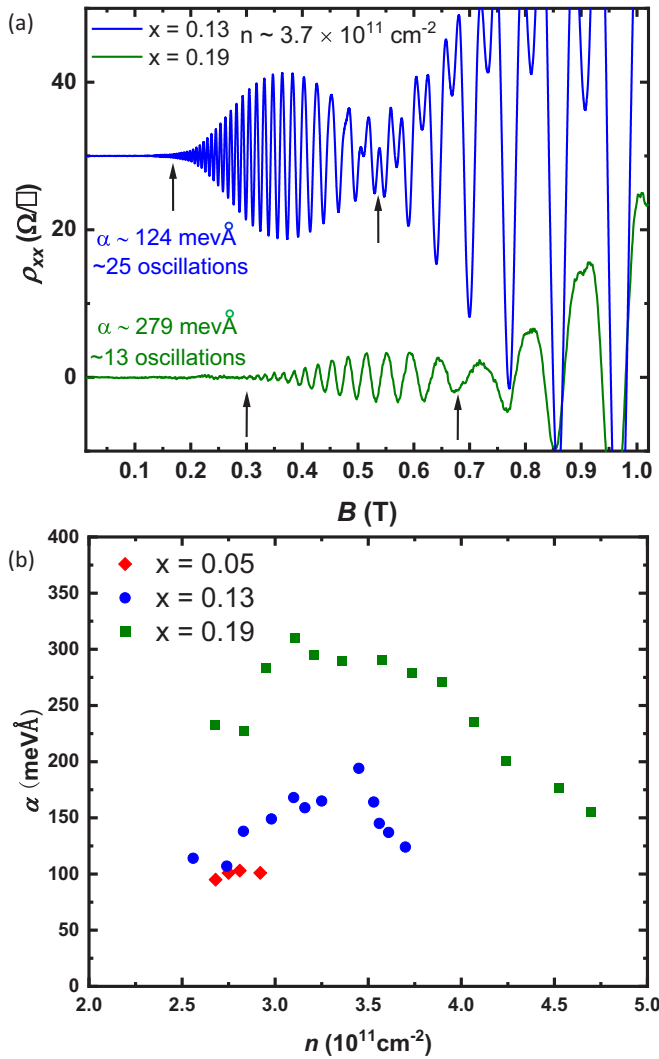 (a)
x = 0.13 n ~ 3.7 × 10¹¹ cm⁻²
x = 0.19
40
20
0
ρxx (Ω/□)
α ~ 124 mevÅ
~25 oscillations
α ~ 279 mevÅ
~13 oscillations
0.1 0.2 0.3 0.4 0.5 0.6 0.7 0.8 0.9 1.0
B (T)
(b)
x = 0.05
x = 0.13
x = 0.19
400
350
300
250
200
150
100
50
0
α (meVÅ)
2.0 2.5 3.0 3.5 4.0 4.5 5.0
n (10¹¹cm⁻²)